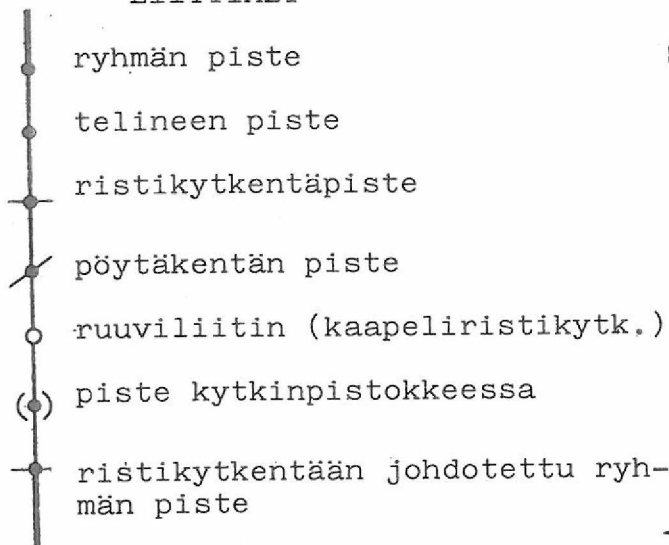 ryhmän piste
telineen piste
ristikytkentäpiste
pöytäkentän piste
ruuviliitin (kaapeliristikytk.)
piste kytkinpistokkeessa
ristikytkentään johdotettu ryh-
män piste